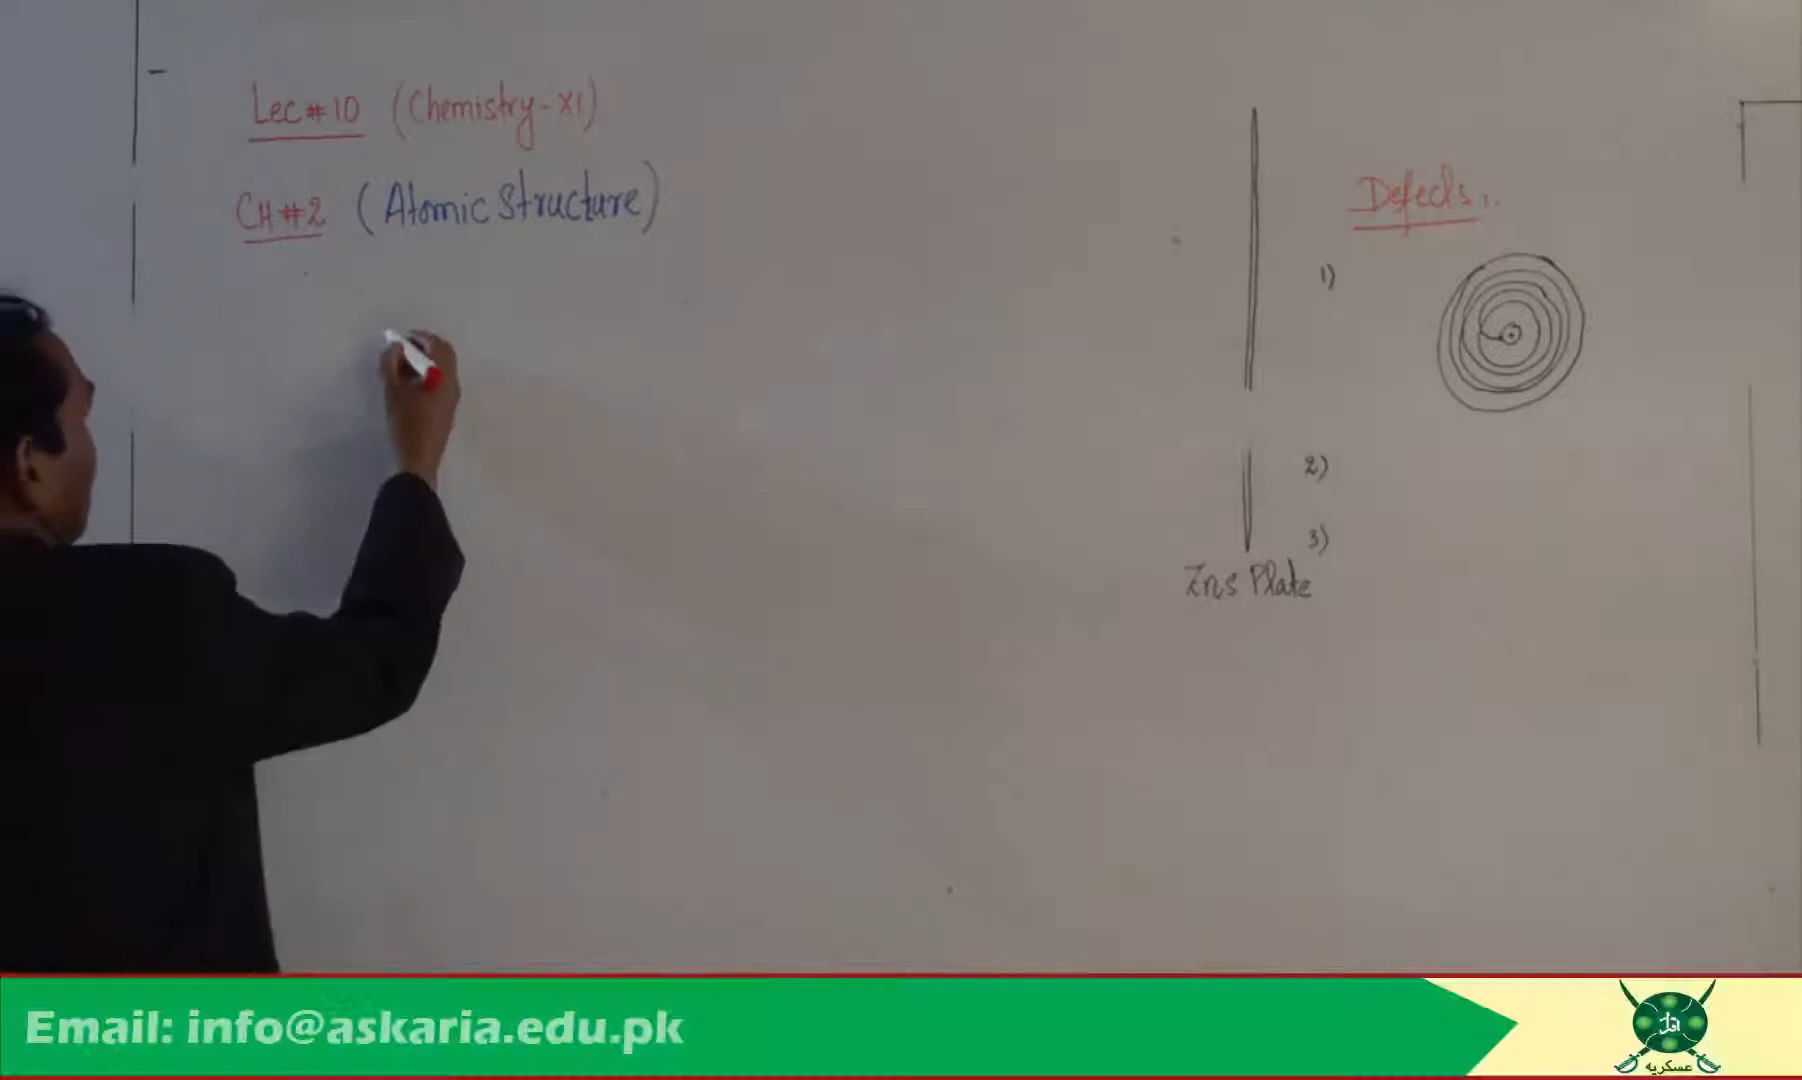 Lec # 10 (Chemistry-XI)
CH # 2 (Atomic Structure)
Defects:
1)
2)
3)
Zns Plate
Email: info@askaria.edu.pk
عسکریہ